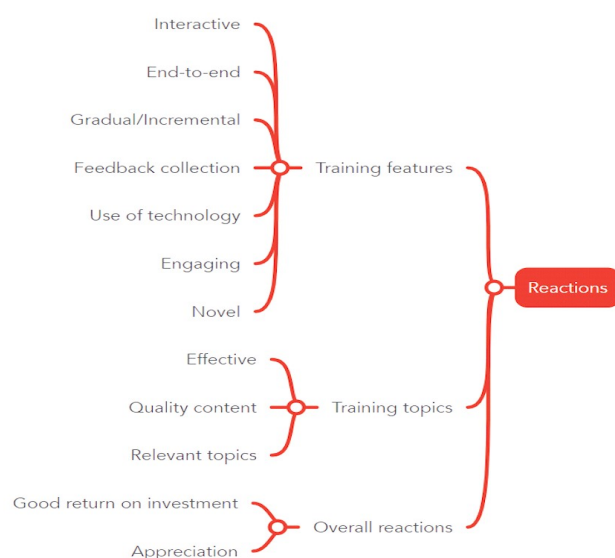 Interactive
End-to-end
Gradual/Incremental
Feedback collection
Training features
Use of technology
Engaging
Reactions
Novel
Effective
Quality content
Training topics
Relevant topics
Good return on investment
Overall reactions
Appreciation